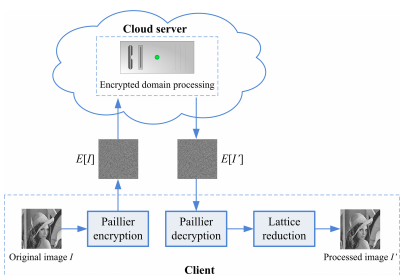 Cloud server
Encrypted domain processing
E[I]
E[I']
Paillier
encryption
Paillier
decryption
Lattice
reduction
Original image I
Processed image I'
Client